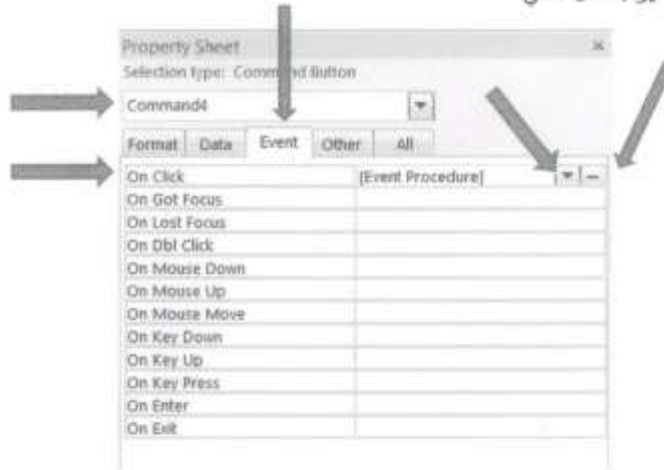 Property Sheet
Selection type: Command Button
Command4
Format Data Event Other All
On Click [Event Procedure]
On Got Focus
On Lost Focus
On Dbl Click
On Mouse Down
On Mouse Up
On Mouse Move
On Key Down
On Key Up
On Key Press
On Enter
On Exit